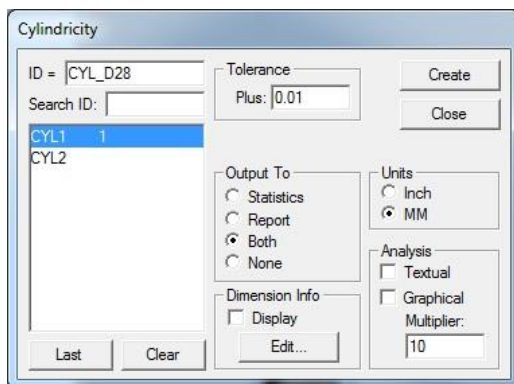 Cylindricity
ID = CYL_D28
Search ID:
CYL1 1
CYL2
Last Clear
Tolerance
Plus: 0.01
Output To
Statistics
Report
Both
None
Dimension Info
Display
Edit...
Create
Close
Units
Inch
MM
Analysis
Textual
Graphical
Multiplier:
10